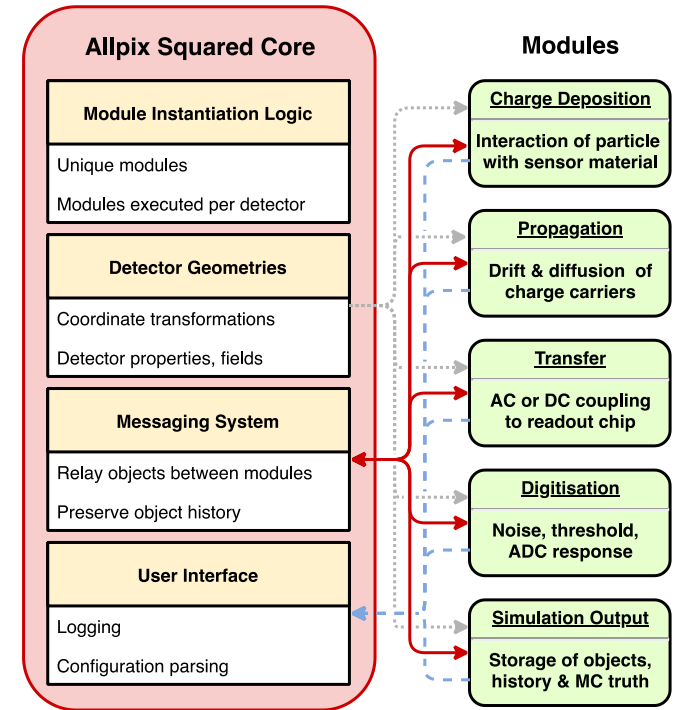 Allpix Squared Core
Module Instantiation Logic
Unique modules
Modules executed per detector
Detector Geometries
Coordinate transformations
Detector properties, fields
Messaging System
Relay objects between modules
Preserve object history
User Interface
Logging
Configuration parsing
Modules
Charge Deposition
Interaction of particle
with sensor material
Propagation
Drift & diffusion of
charge carriers
Transfer
AC or DC coupling
to readout chip
Digitisation
Noise, threshold,
ADC response
Simulation Output
Storage of objects,
history & MC truth